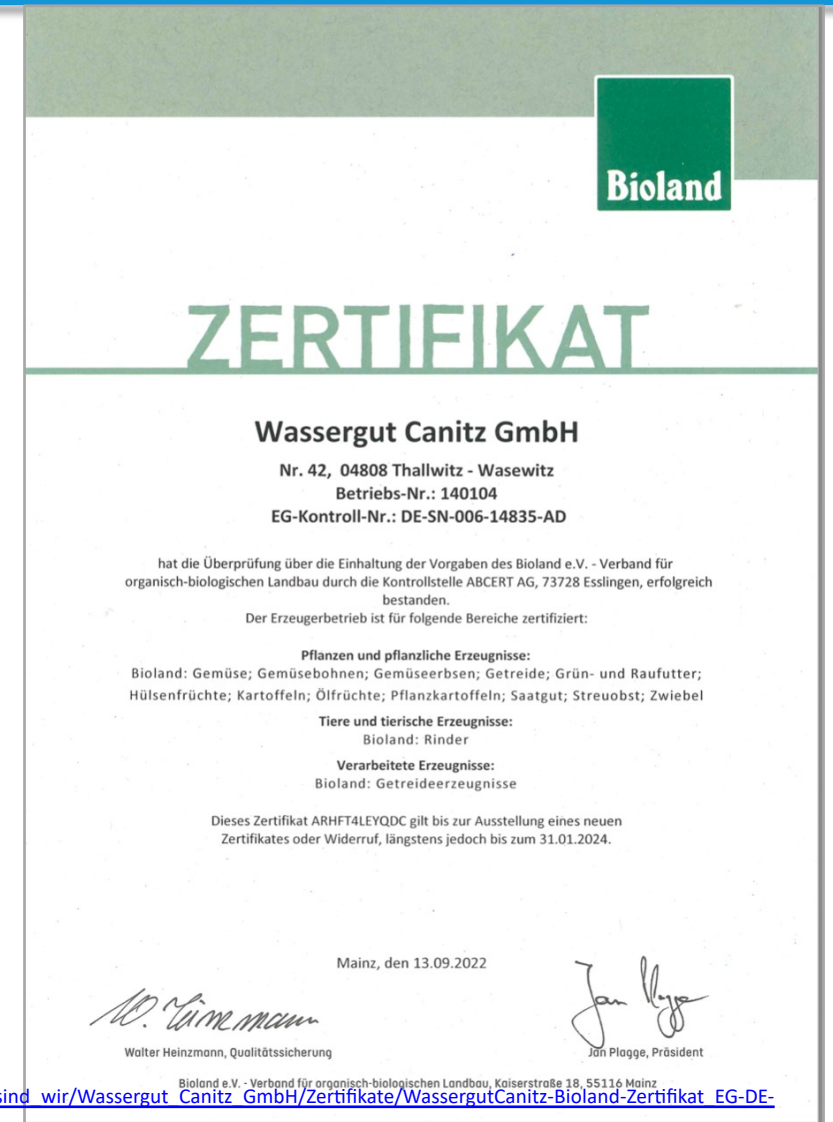 Bioland
ZERTIFIKAT
Wassergut Canitz GmbH
Nr. 42, 04808 Thallwitz - Wasewitz
Betriebs-Nr.: 140104
EG-Kontroll-Nr.: DE-SN-006-14835-AD
hat die Überprüfung über die Einhaltung der Vorgaben des Bioland e.V. - Verband für
organisch-biologischen Landbau durch die Kontrollstelle ABCERT AG, 73728 Esslingen, erfolgreich
bestanden.
Der Erzeugerbetrieb ist für folgende Bereiche zertifiziert:
Pflanzen und pflanzliche Erzeugnisse:
Bioland: Gemüse; Gemüsebohnen; Gemüseerbsen; Getreide; Grün- und Raufutter;
Hülsenfrüchte; Kartoffeln; Ölfrüchte; Pflanzkartoffeln; Saatgut; Streuobst; Zwiebel
Tiere und tierische Erzeugnisse:
Bioland: Rinder
Verarbeitete Erzeugnisse:
Bioland: Getreideerzeugnisse
Dieses Zertifikat ARHFT4LEYQDC gilt bis zur Ausstellung eines neuen
Zertifikates oder Widerruf, längstens jedoch bis zum 31.01.2024.
Mainz, den 13.09.2022
Walter Heinzmann, Qualitätssicherung
Jan Plagge, Präsident
Bioland e.V. - Verband für organisch-biologischen Landbau, Kaiserstraße 18, 55116 Mainz
sind_wir/Wassergut_Canitz_GmbH/Zertifikate/WassergutCanitz-Bioland-Zertifikat_EG-DE-